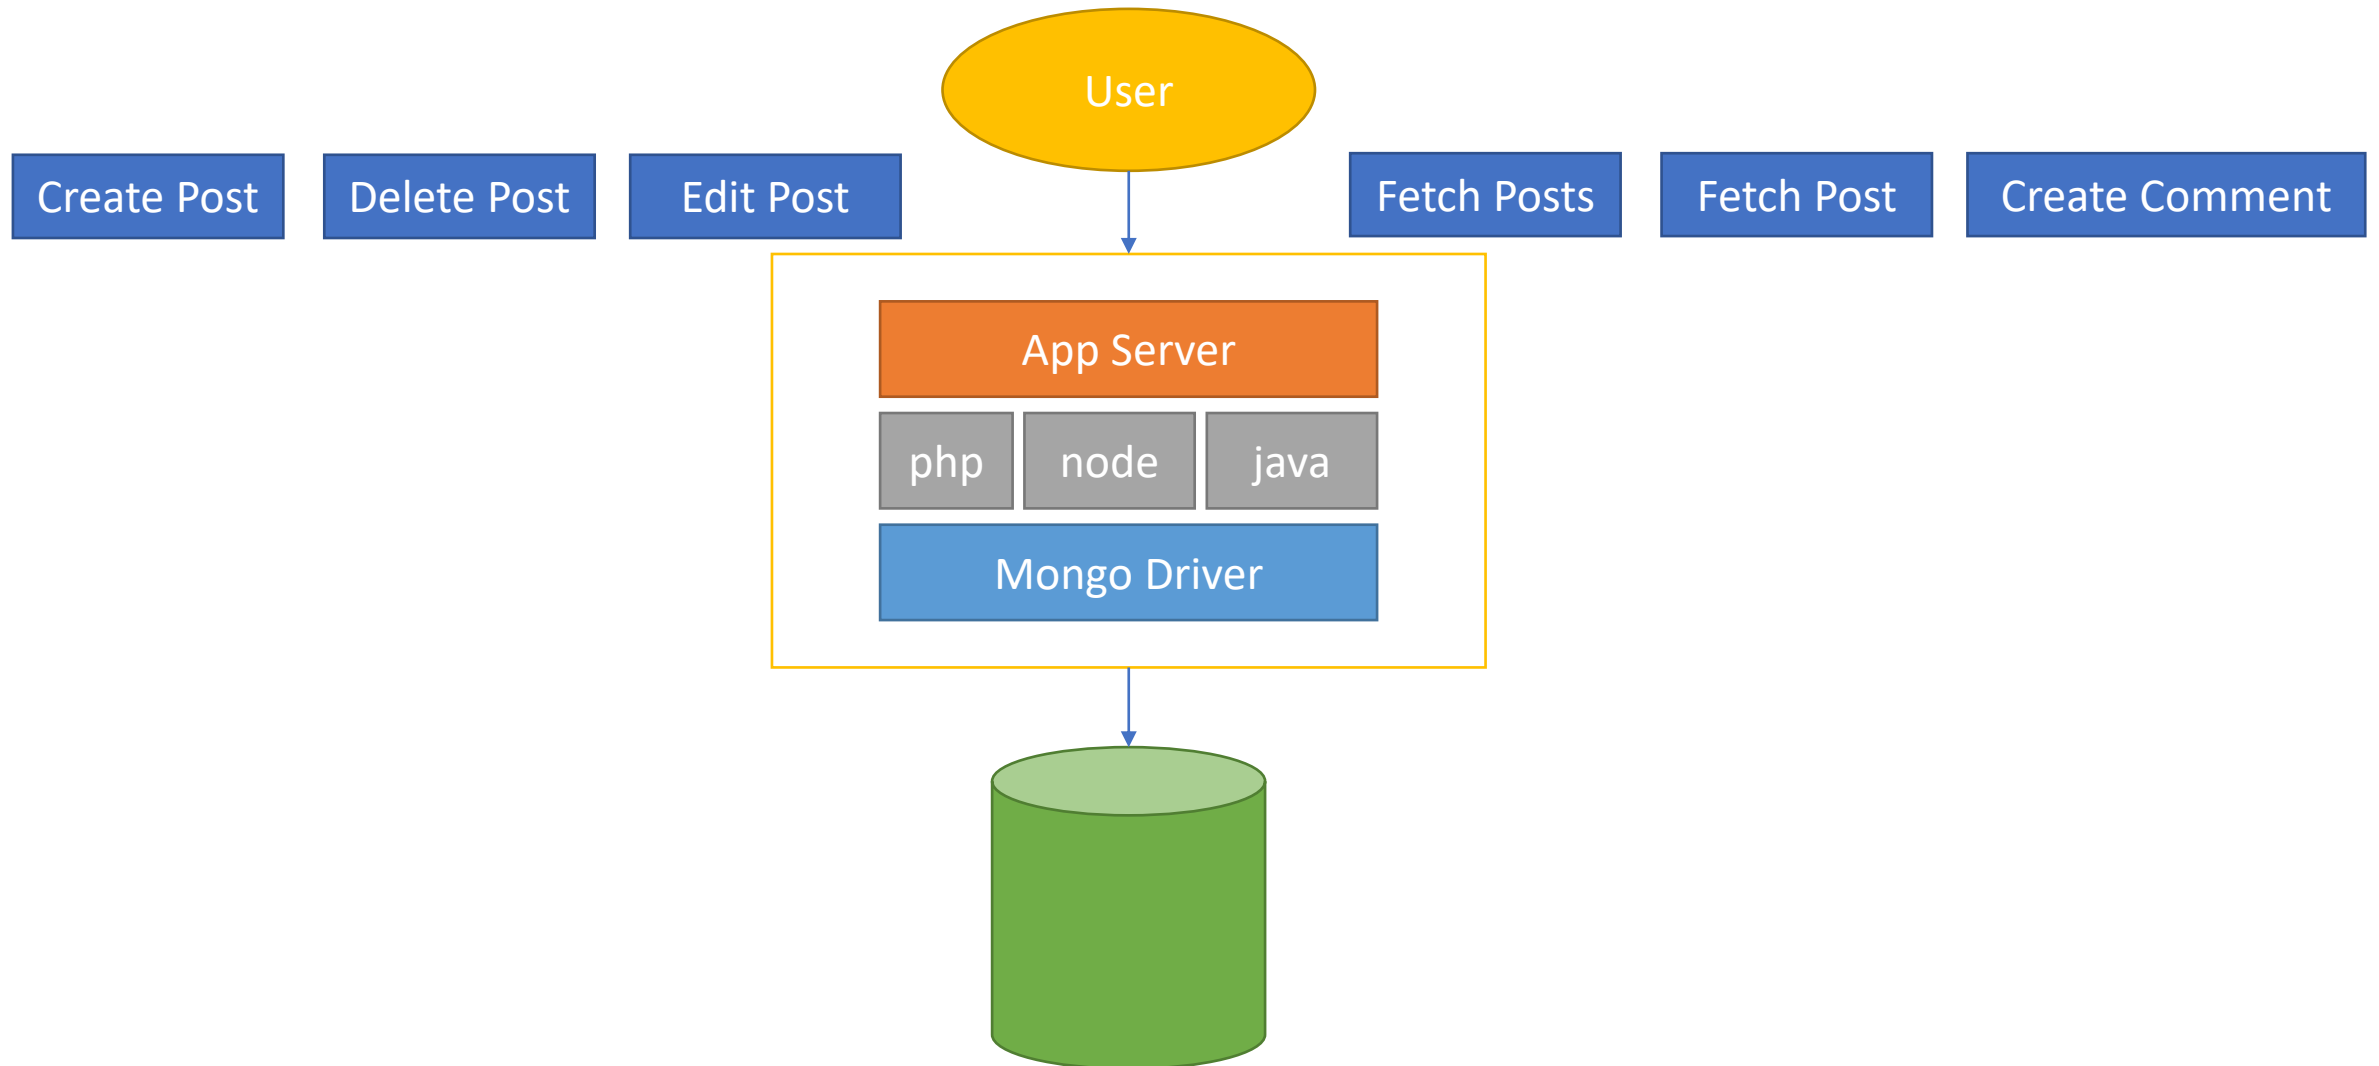 User
Create Post
Delete Post
Edit Post
Fetch Posts
Fetch Post
Create Comment
App Server
php
node
java
Mongo Driver